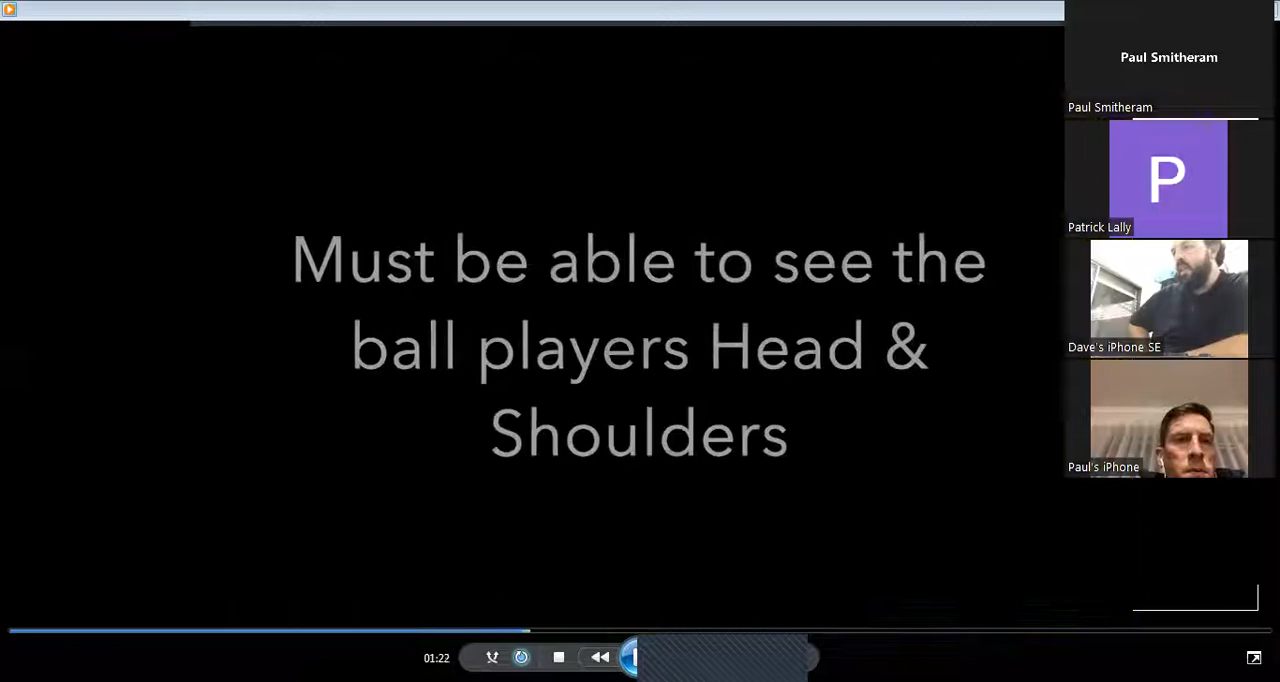 Paul Smitheram
Paul Smitheram
P
Patrick Lally
Must be able to see the
ball players Head &
Shoulders
Dave's iPhone SE
Paul's iPhone
01:22